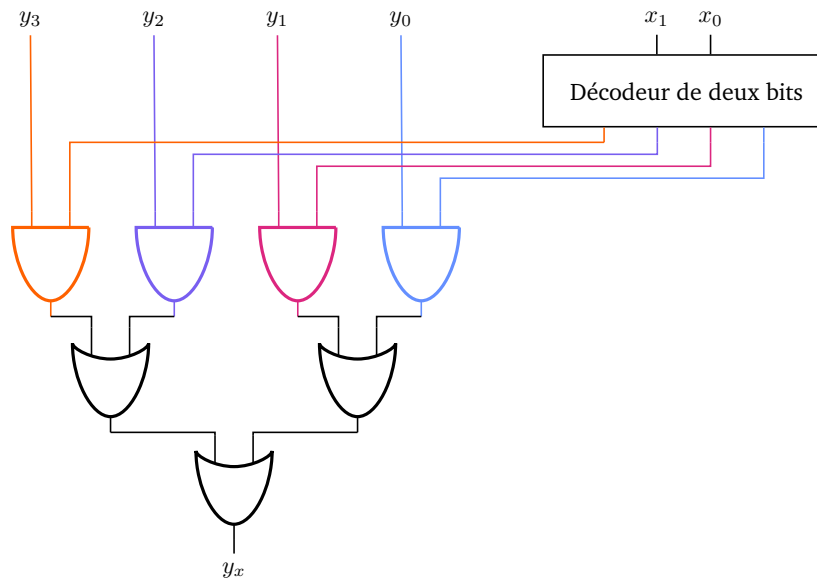 y₃ y₂ y₁ y₀ x₁ x₀
Décodeur de deux bits
yₓ